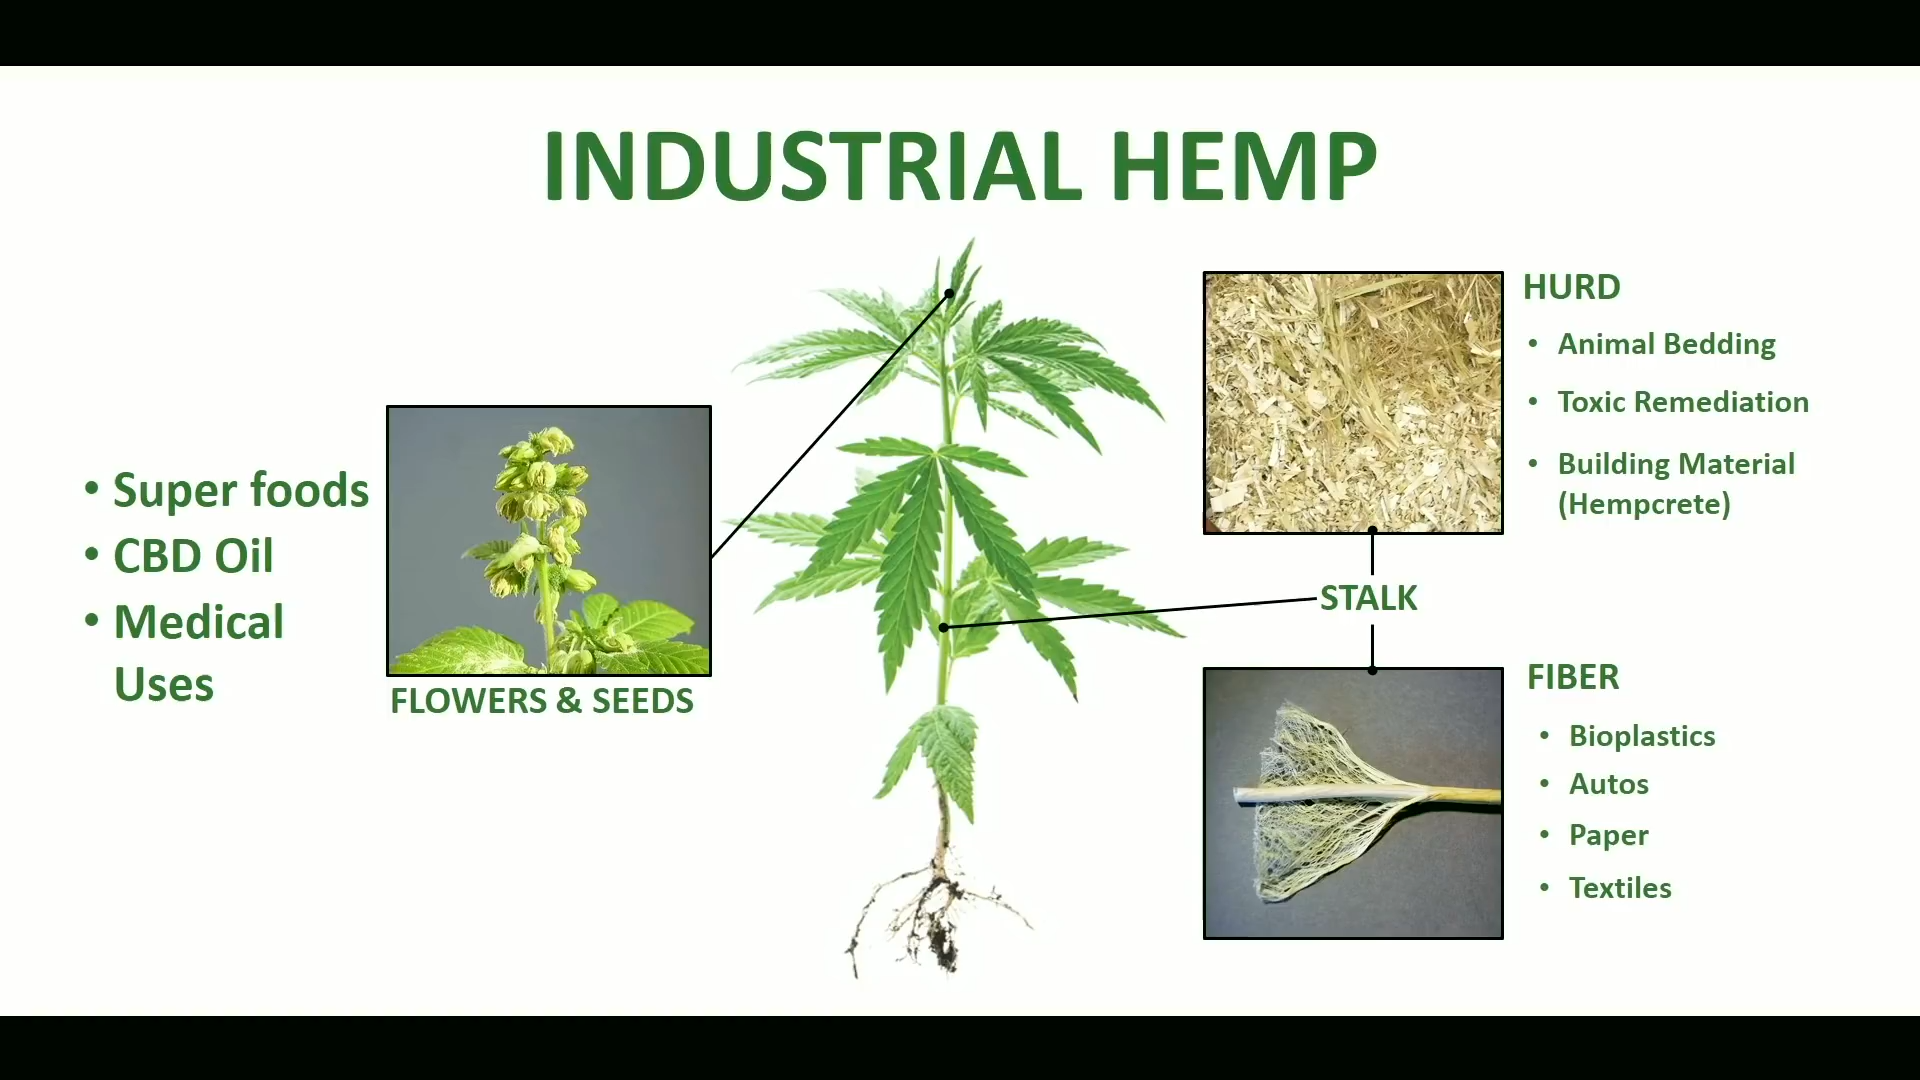 INDUSTRIAL HEMP
• Super foods
• CBD Oil
• Medical
Uses
FLOWERS & SEEDS
HURD
• Animal Bedding
• Toxic Remediation
• Building Material
(Hempcrete)
STALK
FIBER
• Bioplastics
• Autos
• Paper
• Textiles